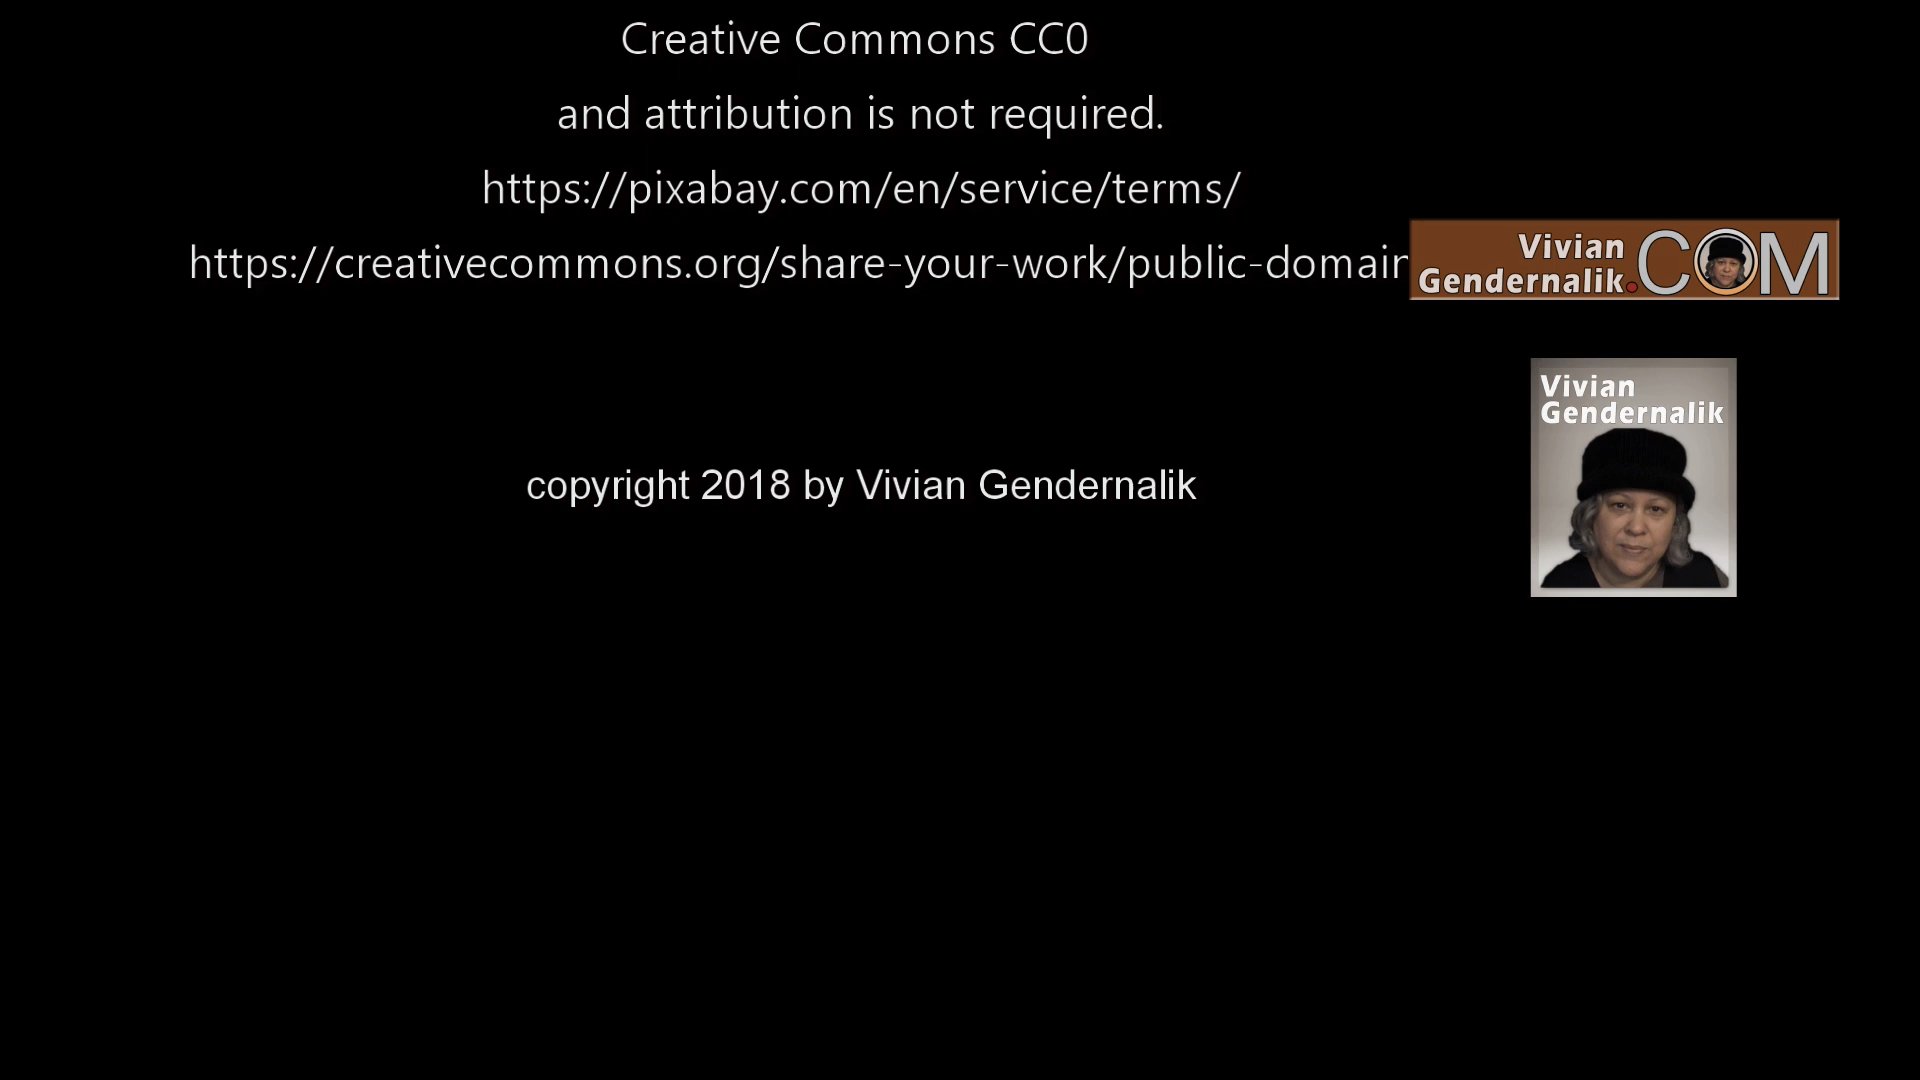 Creative Commons CC0
and attribution is not required.
https://pixabay.com/en/service/terms/
https://creativecommons.org/share-your-work/public-domain
Vivian
Gendernalik.COM
Vivian
Gendernalik
copyright 2018 by Vivian Gendernalik